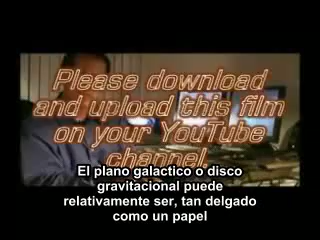 Please download
and upload this film
on your YouTube
channel.
El plano galactico o disco
gravitacional puede
relativamente ser, tan delgado
como un papel